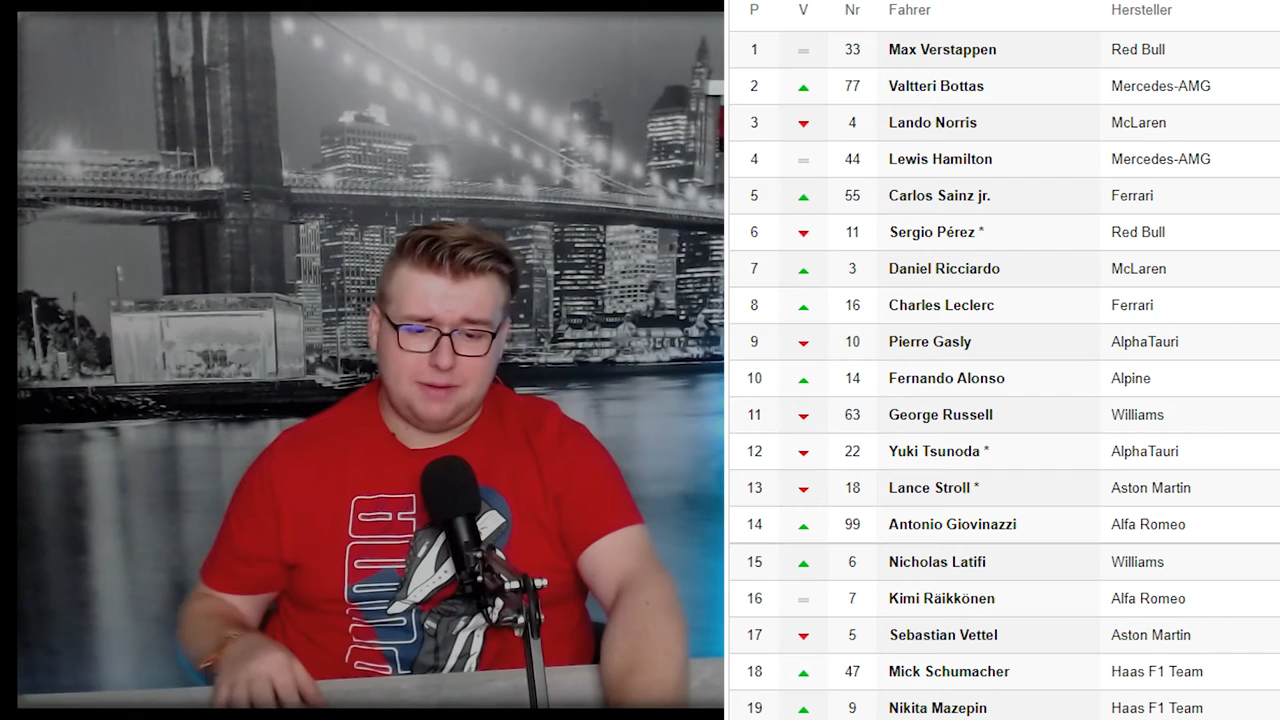 P V Nr Fahrer Hersteller
1 = 33 Max Verstappen Red Bull
2 77 Valtteri Bottas Mercedes-AMG
3 4 Lando Norris McLaren
4 = 44 Lewis Hamilton Mercedes-AMG
5 55 Carlos Sainz jr. Ferrari
6 11 Sergio Pérez * Red Bull
7 3 Daniel Ricciardo McLaren
8 16 Charles Leclerc Ferrari
9 10 Pierre Gasly AlphaTauri
10 14 Fernando Alonso Alpine
11 63 George Russell Williams
12 22 Yuki Tsunoda * AlphaTauri
13 18 Lance Stroll * Aston Martin
14 99 Antonio Giovinazzi Alfa Romeo
15 6 Nicholas Latifi Williams
16 = 7 Kimi Räikkönen Alfa Romeo
17 5 Sebastian Vettel Aston Martin
18 47 Mick Schumacher Haas F1 Team
19 9 Nikita Mazepin Haas F1 Team